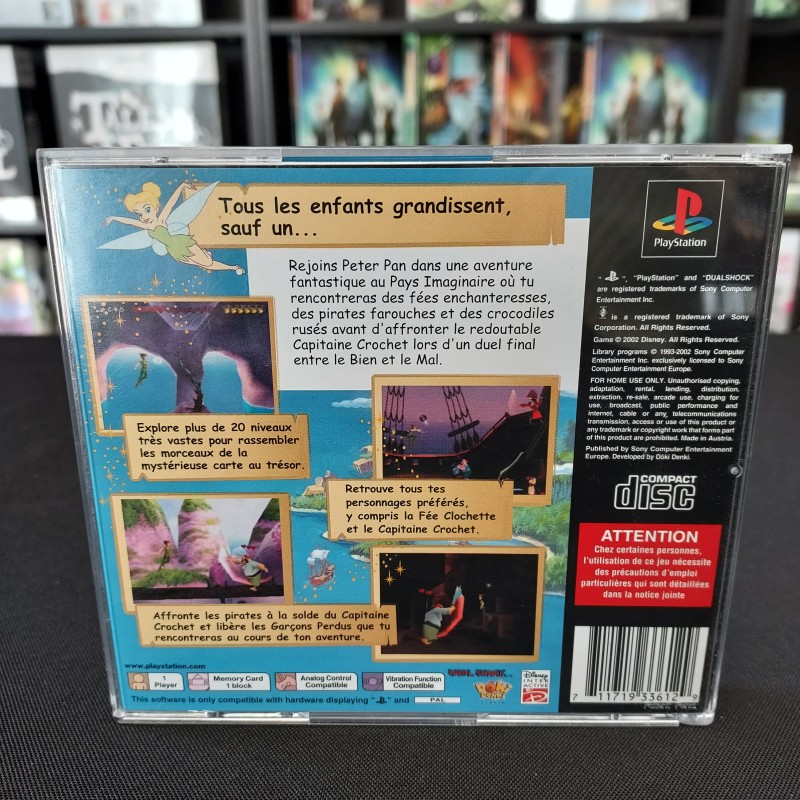 Tous les enfants grandissent,
sauf un...
Rejoins Peter Pan dans une aventure
fantastique au Pays Imaginaire où tu
rencontreras des fées enchanteresses,
des pirates farouches et des crocodiles
rusés avant d'affronter le redoutable
Capitaine Crochet lors d'un duel final
entre le Bien et le Mal.
Explore plus de 20 niveaux
très vastes pour rassembler
les morceaux de la
mystérieuse carte au trésor.
Retrouve tous tes
personnages préférés,
y compris la Fée Clochette
et le Capitaine Crochet.
Affronte les pirates à la solde du Capitaine
Crochet et libère les Garçons Perdus que tu
rencontreras au cours de ton aventure.
www.playstation.com
1
Player
Memory Card
1 block
Analog Control
Compatible
Vibration Function
Compatible
DUAL SHOCK
Disney
INTER
ACTIVE
This software is only compatible with hardware displaying " " and PAL
PlayStation
" ", "PlayStation" and "DUALSHOCK"
are registered trademarks of Sony Computer
Entertainment Inc.
is a registered trademark of Sony
Corporation. All Rights Reserved.
Game © 2002 Disney. All Rights Reserved.
Library programs © 1993-2002 Sony Computer
Entertainment Inc. exclusively licensed to Sony
Computer Entertainment Europe.
FOR HOME USE ONLY. Unauthorised copying,
adaptation, rental, lending, distribution,
extraction, re-sale, arcade use, charging for
use, broadcast, public performance and
internet, cable or any telecommunications
transmission, access or use of this product or
any trademark or copyright work that forms part
of this product are prohibited. Made in Austria.
Published by Sony Computer Entertainment
Europe. Developed by Döki Denki.
COMPACT
disc
ATTENTION
Chez certaines personnes,
l'utilisation de ce jeu nécessite
des précautions d'emploi
particulières qui sont détaillées
dans la notice jointe
7 11719 33612 9